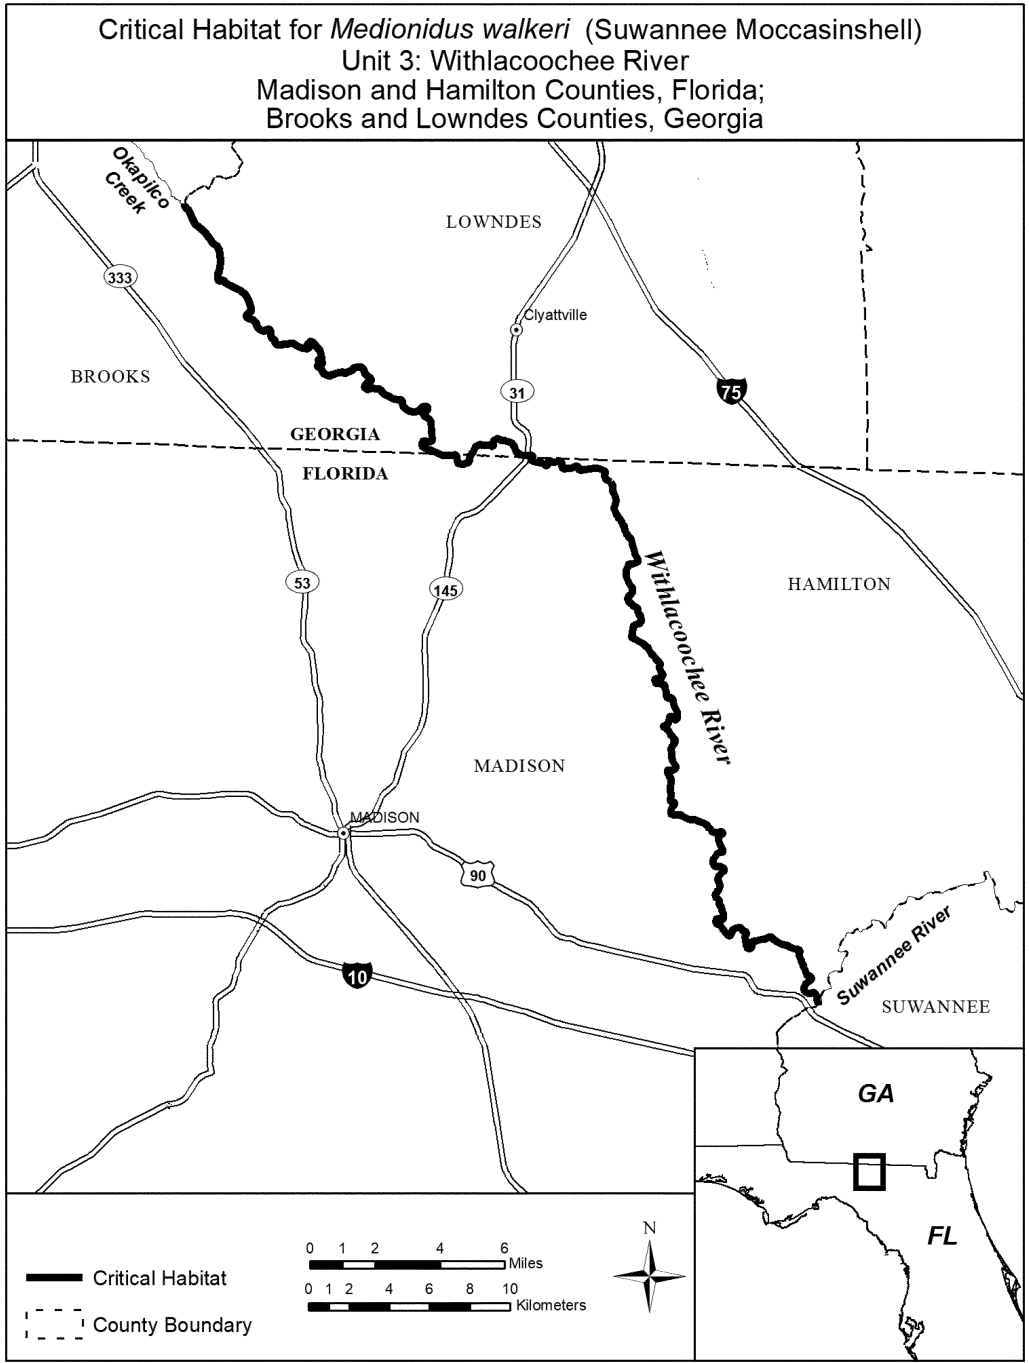 Critical Habitat for Medionidus walkeri (Suwannee Moccasinshell)
Unit 3: Withlacoochee River
Madison and Hamilton Counties, Florida;
Brooks and Lowndes Counties, Georgia
Okapilco
Creek
LOWNDES
333
Clyattville
BROOKS
31
75
GEORGIA
FLORIDA
53
145
Withlacoochee River
HAMILTON
MADISON
MADISON
90
Suwannee River
10
SUWANNEE
GA
FL
N
0 1 2 4 6
Miles
0 1 2 4 6 8 10
Kilometers
Critical Habitat
County Boundary